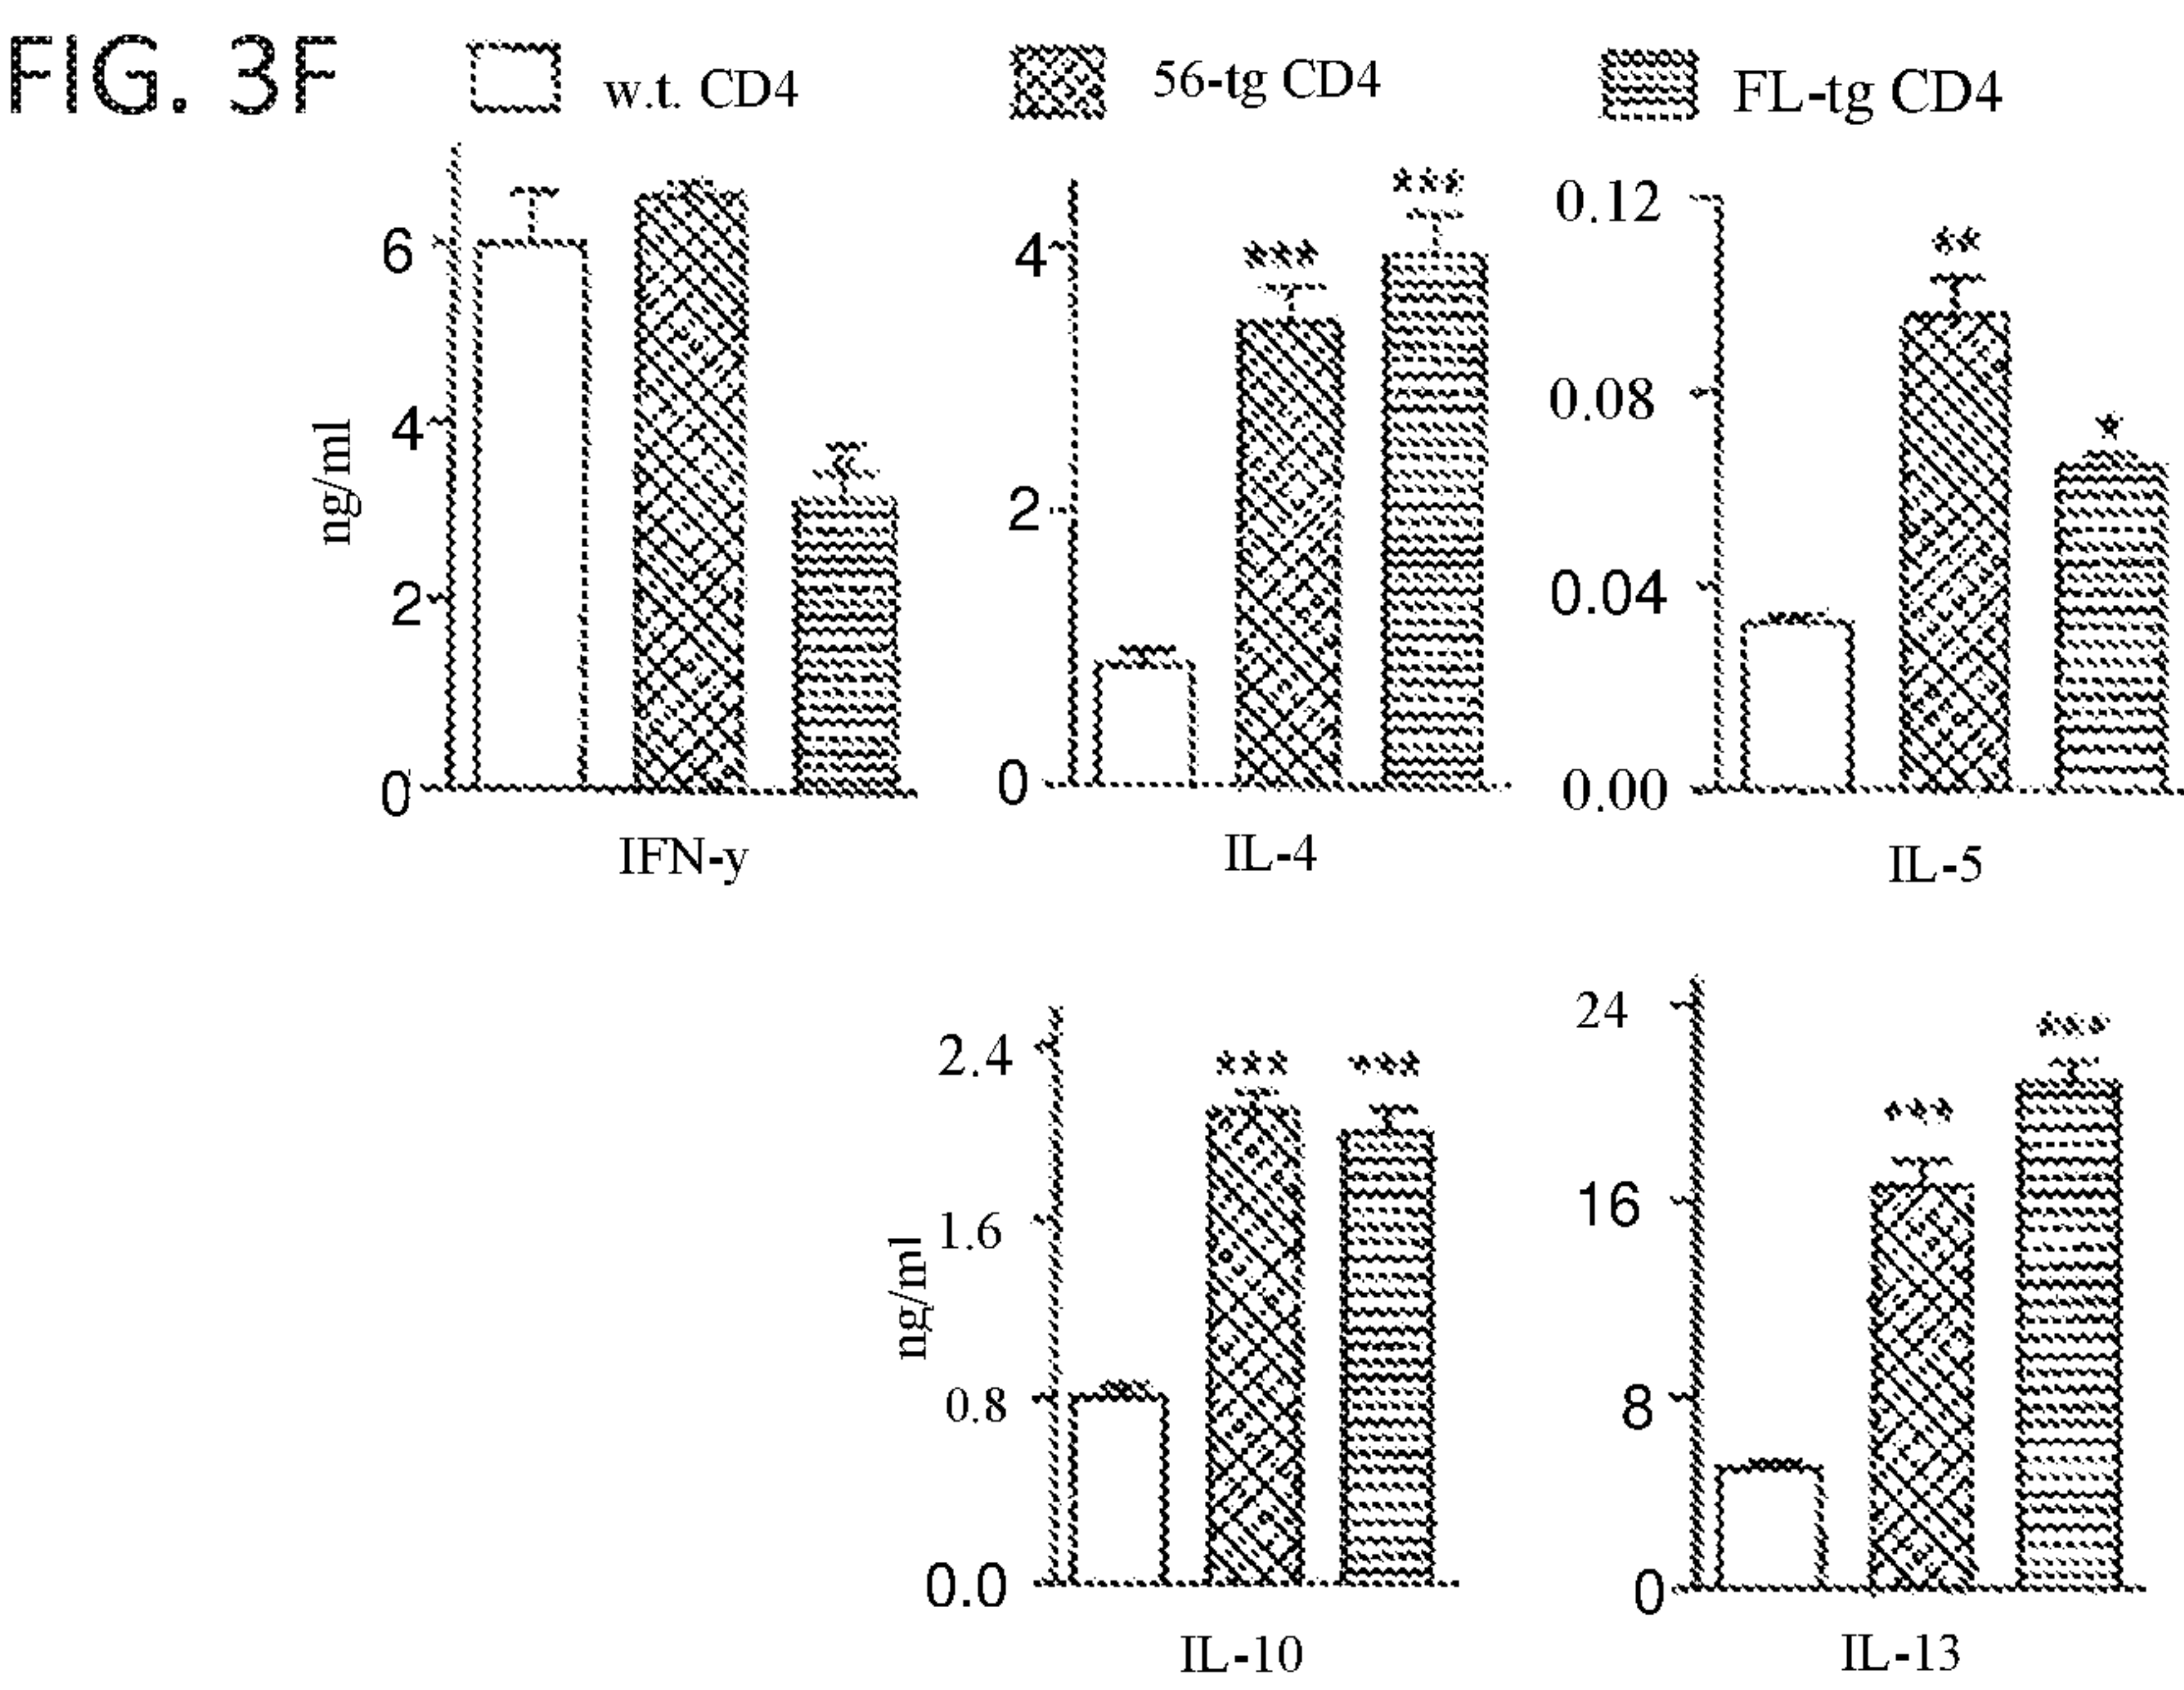 FIG. 3F
w.t. CD4
56-tg CD4
FL-tg CD4
ng/ml
6
4
2
0
*
IFN-y
4
2
0
***
***
IL-4
0.12
0.08
0.04
0.00
**
*
IL-5
ng/ml
2.4
1.6
0.8
0.0
***
***
IL-10
24
16
8
0
***
***
IL-13